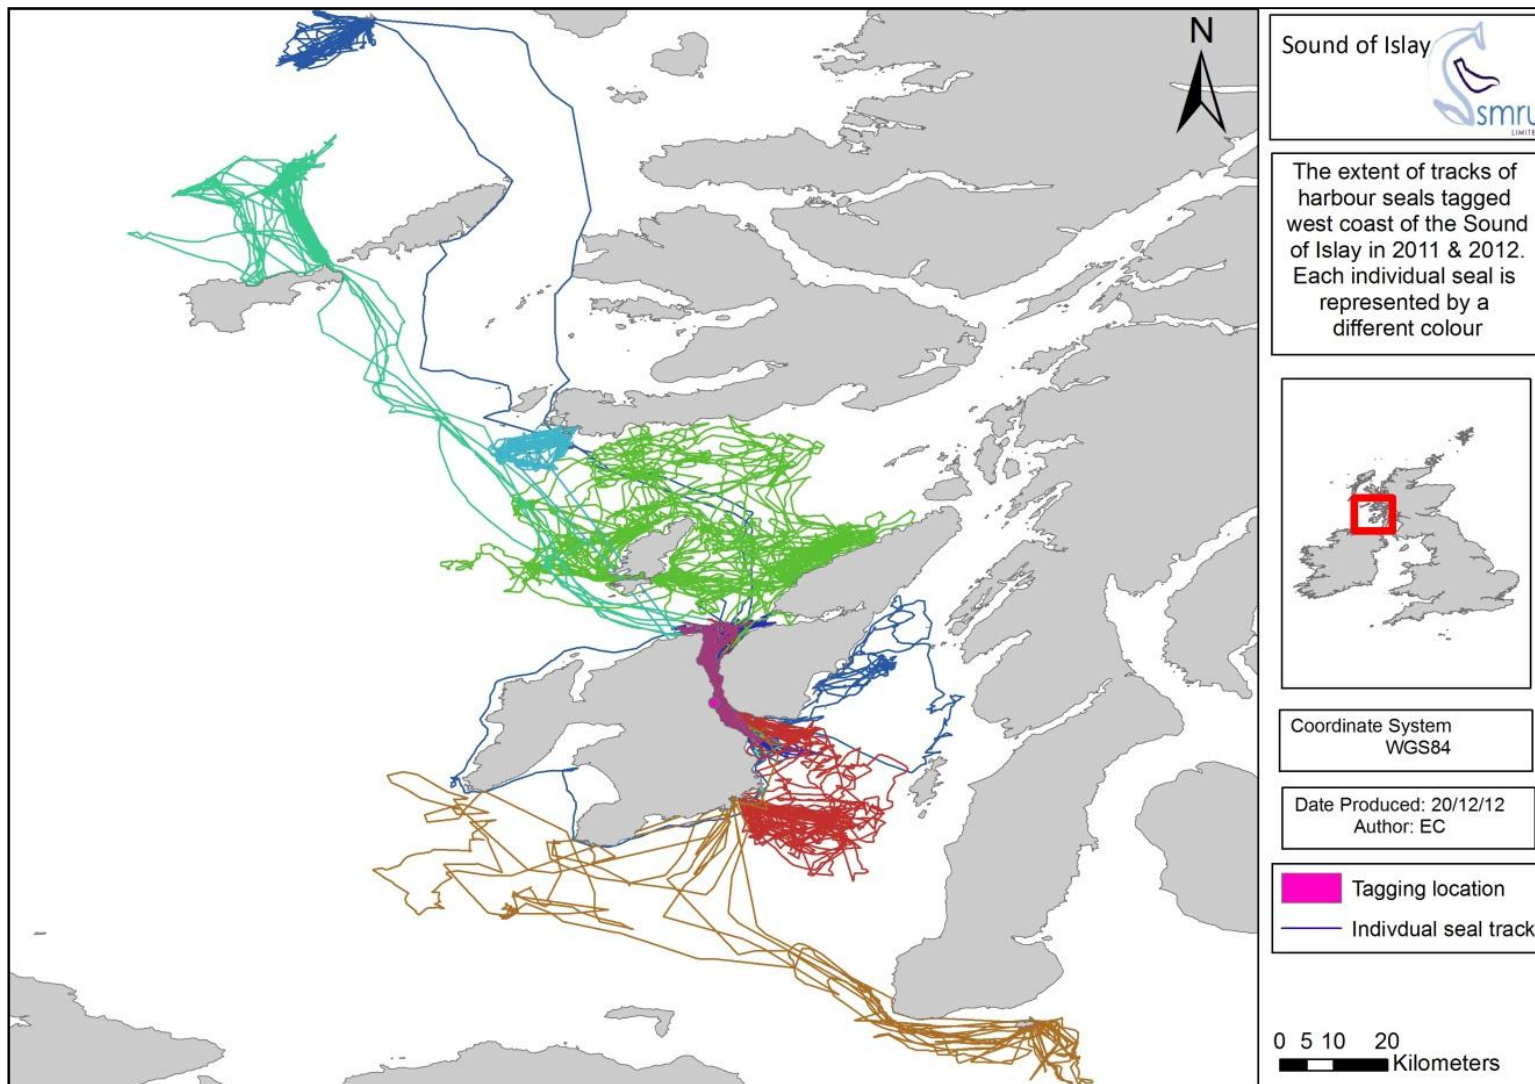 N
Sound of Islay
smru
LIMITED
The extent of tracks of
harbour seals tagged
west coast of the Sound
of Islay in 2011 & 2012.
Each individual seal is
represented by a
different colour
Coordinate System
WGS84
Date Produced: 20/12/12
Author: EC
Tagging location
Indivdual seal track
0 5 10 20
Kilometers